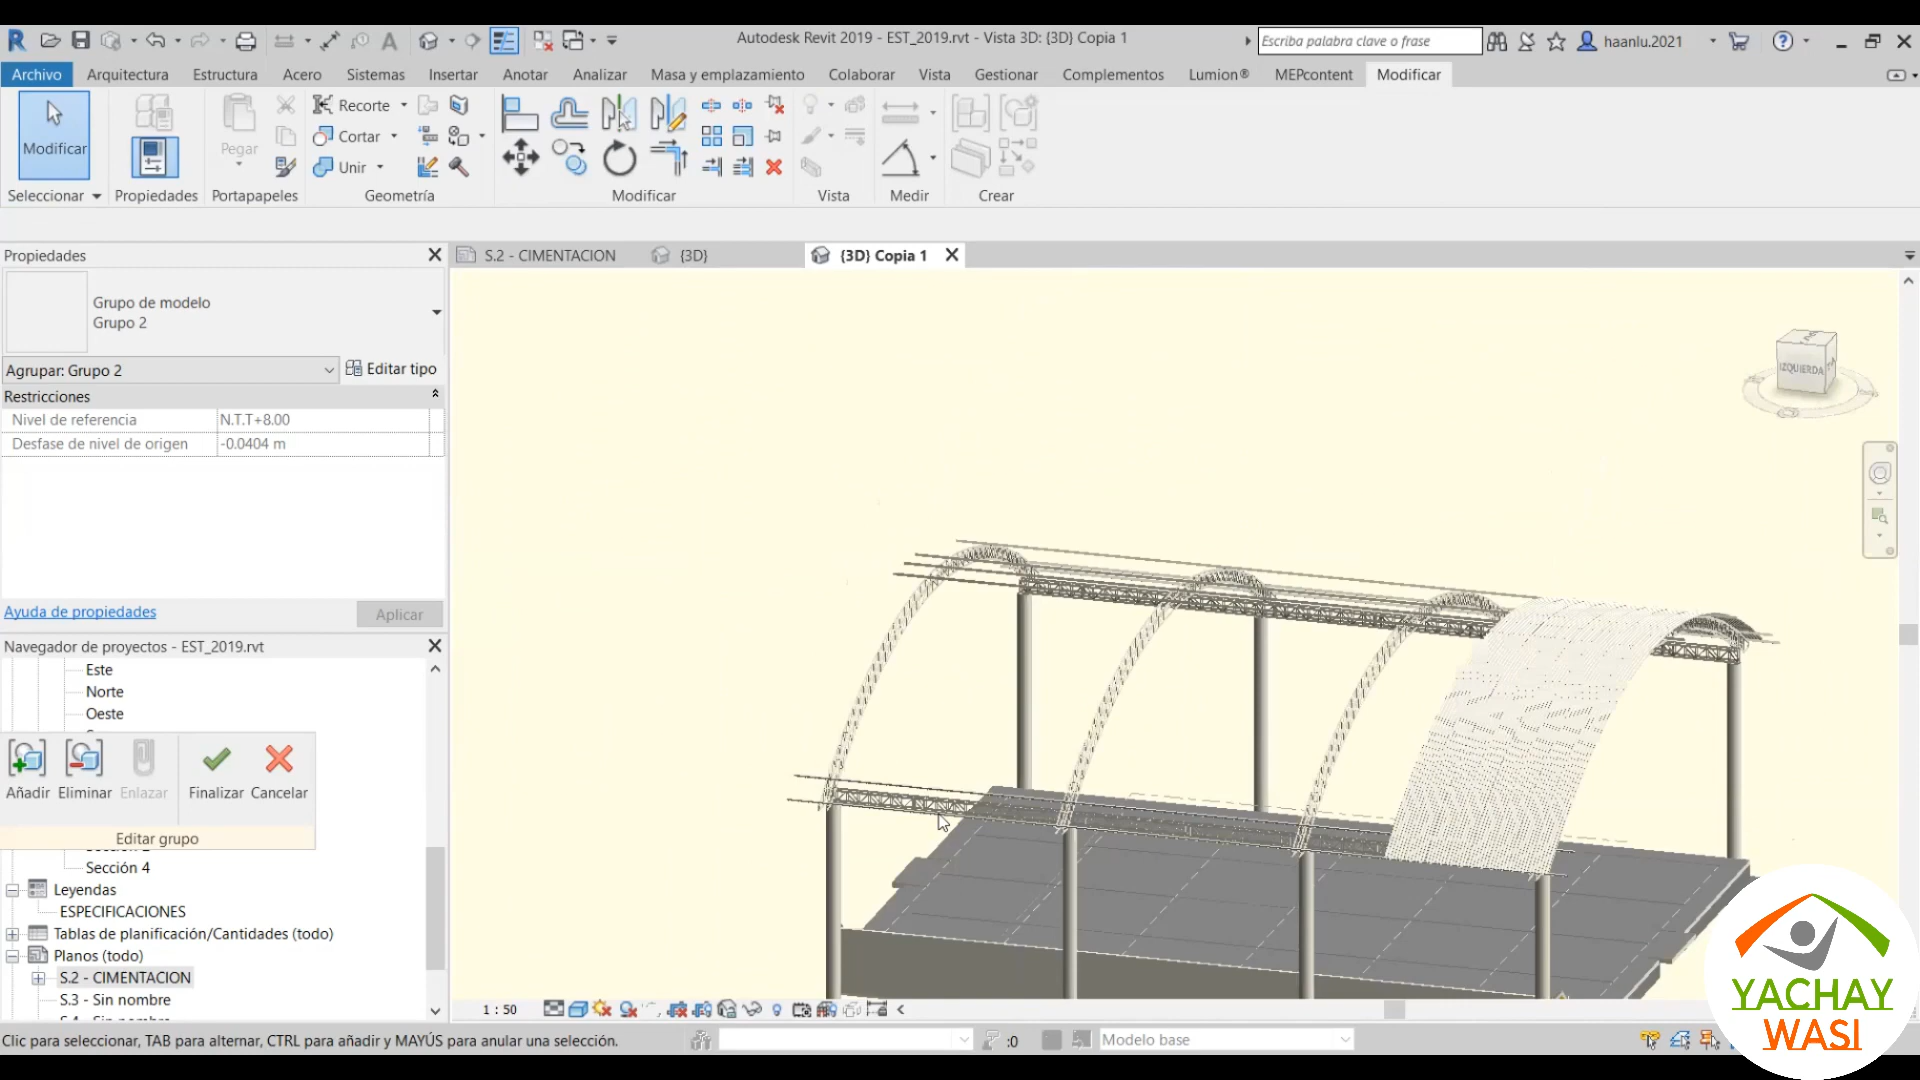 Autodesk Revit 2019 - EST_2019.rvt - Vista 3D: {3D} Copia 1
Escriba palabra clave o frase
haanlu.2021
Archivo Arquitectura Estructura Acero Sistemas Insertar Anotar Analizar Masa y emplazamiento Colaborar Vista Gestionar Complementos Lumion® MEPcontent Modificar
Modificar
Pegar
Recorte
Cortar
Unir
Seleccionar Propiedades Portapapeles Geometría Modificar Vista Medir Crear
Propiedades
S.2 - CIMENTACION {3D} {3D} Copia 1
Grupo de modelo
Grupo 2
Agrupar: Grupo 2
Editar tipo
Restricciones
Nivel de referencia N.T.T+8.00
Desfase de nivel de origen -0.0404 m
IZQUIERDA
Ayuda de propiedades
Aplicar
Navegador de proyectos - EST_2019.rvt
Este
Norte
Oeste
Añadir Eliminar Enlazar Finalizar Cancelar
Editar grupo
Sección 4
Leyendas
ESPECIFICACIONES
Tablas de planificación/Cantidades (todo)
Planos (todo)
S.2 - CIMENTACION
S.3 - Sin nombre
1 : 50
Clic para seleccionar, TAB para alternar, CTRL para añadir y MAYÚS para anular una selección.
:0
Modelo base
YACHAY
WASI